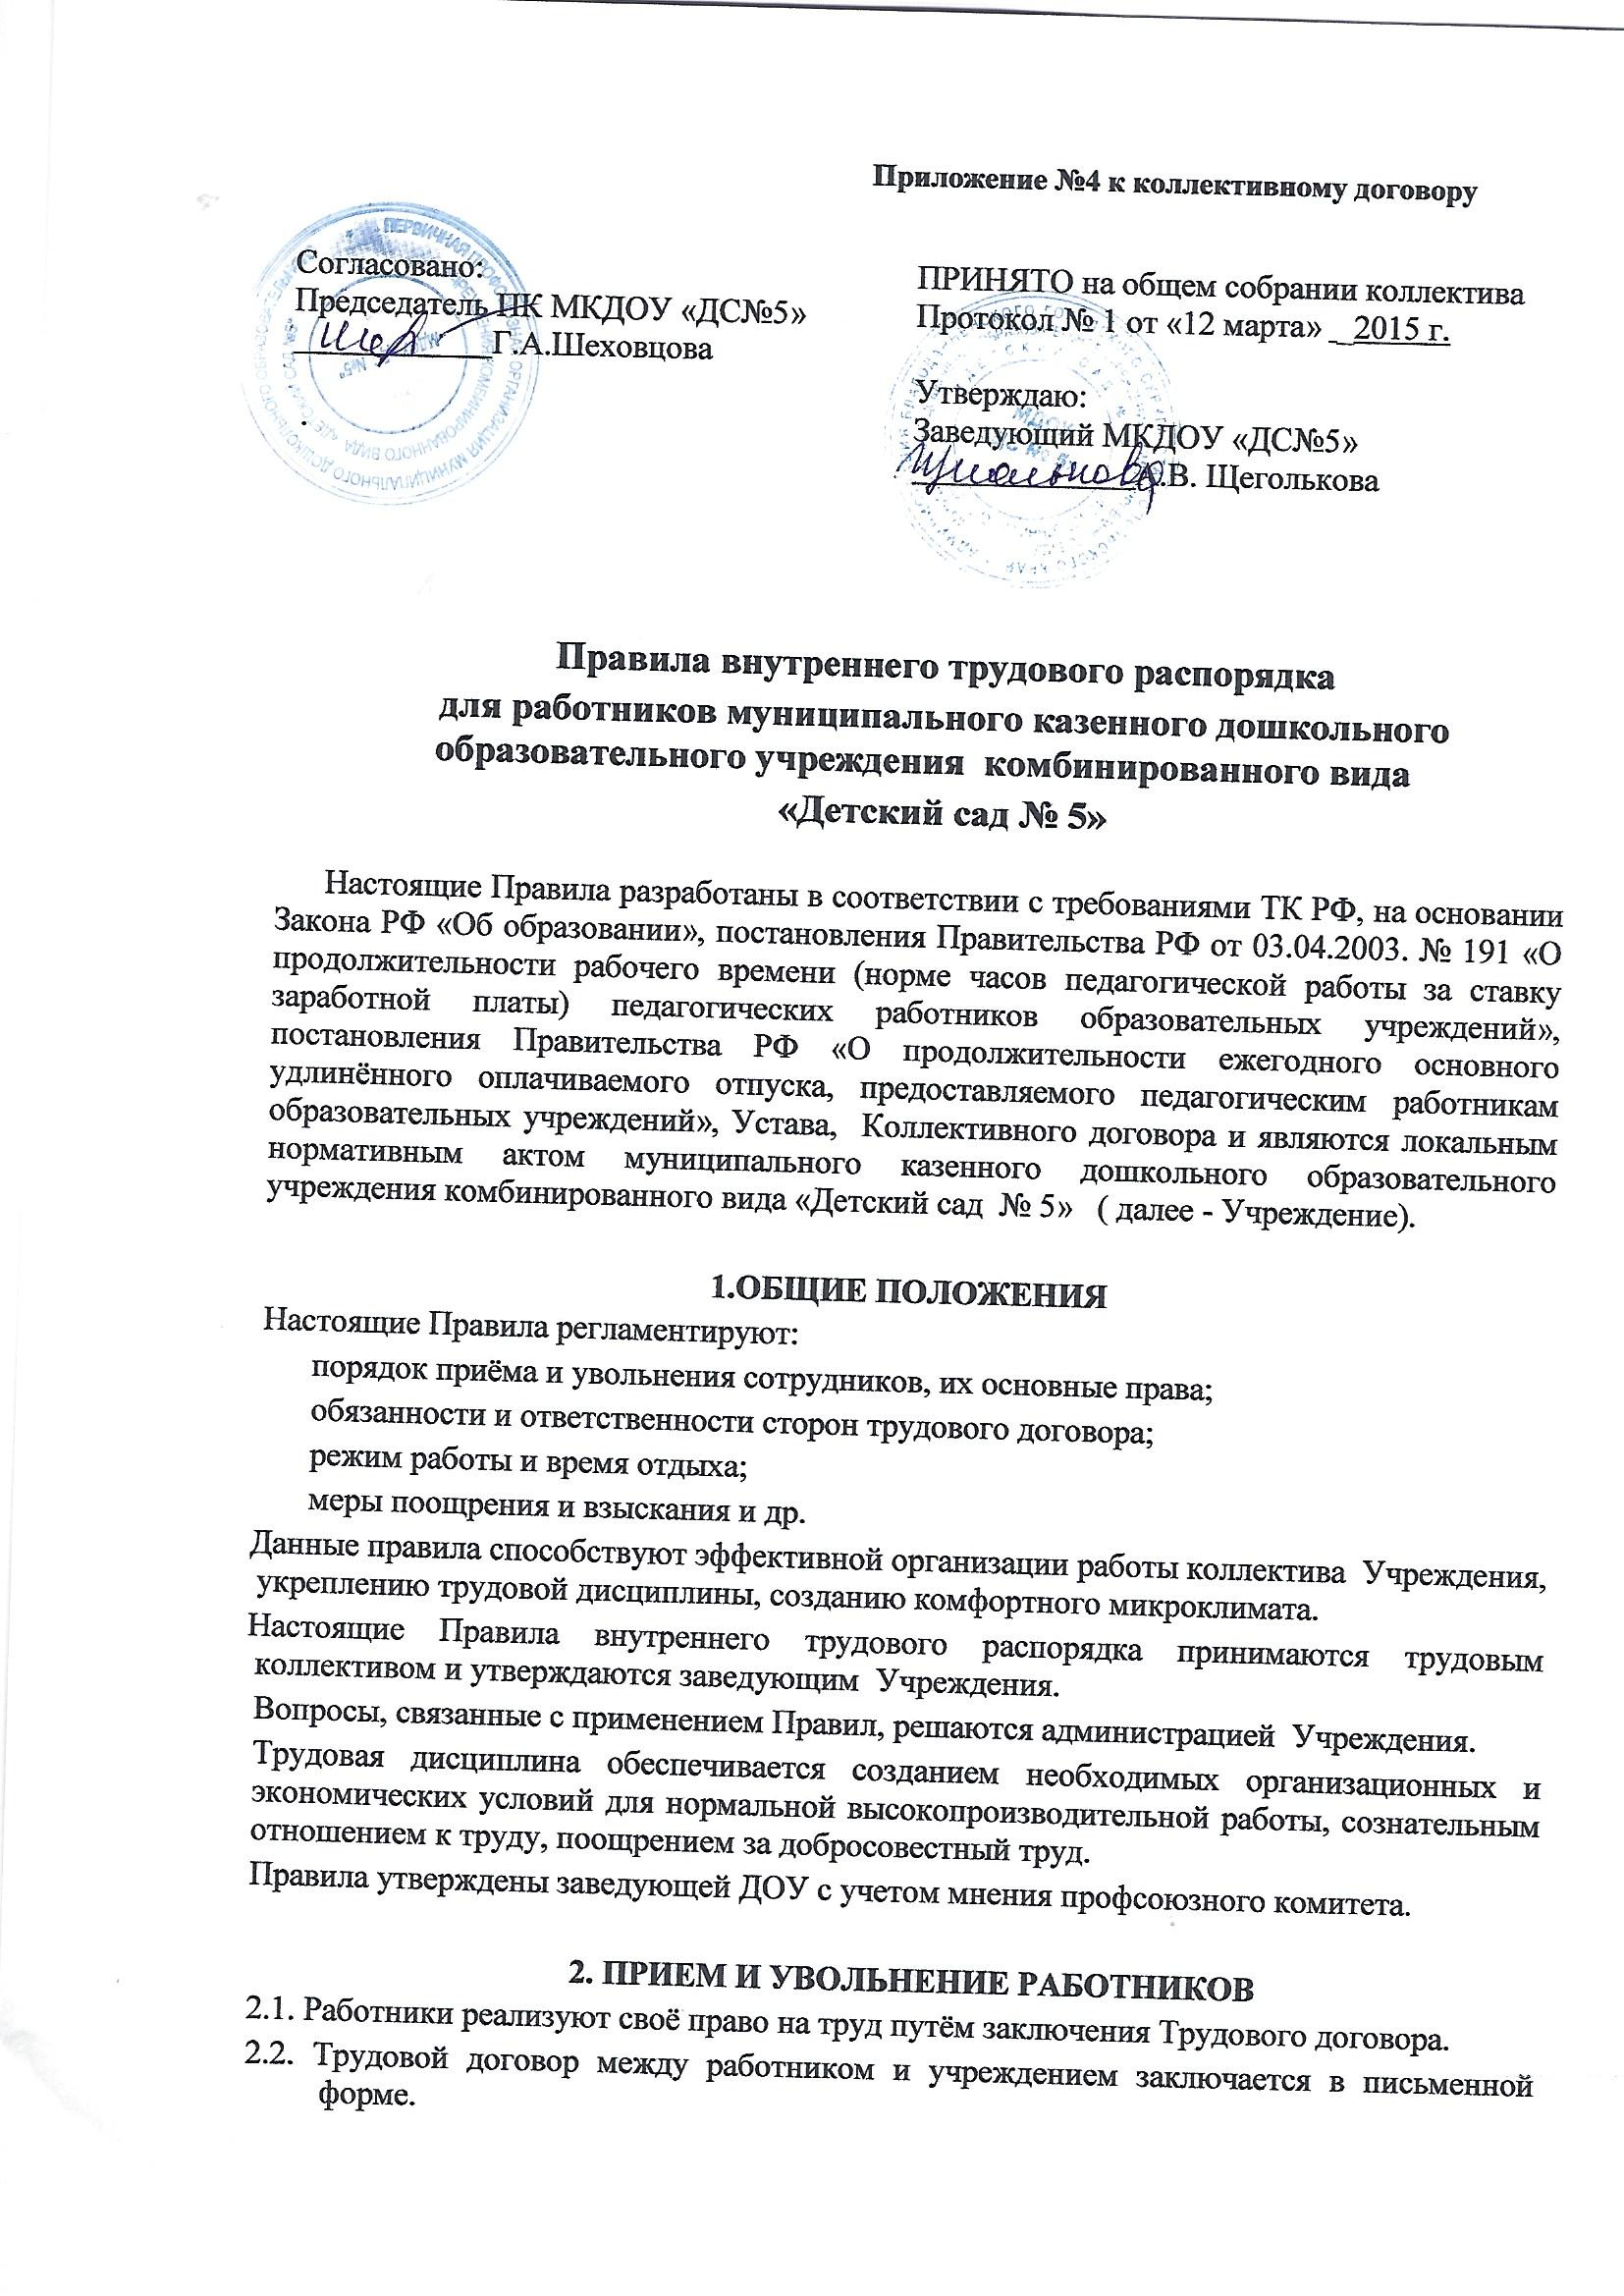 Приложение №4 к коллективному договору
Согласовано:
Председатель ПК МКДОУ «ДС№5»
Г.А.Шеховцова
ПРИНЯТО на общем собрании коллектива
Протокол № 1 от «12 марта» _ 2015 г.
Утверждаю:
Заведующий МКДОУ «ДС№5»
А.В. Щеголькова
Правила внутреннего трудового распорядка
для работников муниципального казенного дошкольного
образовательного учреждения комбинированного вида
«Детский сад № 5»
Настоящие Правила разработаны в соответствии с требованиями ТК РФ, на основании
Закона РФ «Об образовании», постановления Правительства РФ от 03.04.2003. № 191 «О
продолжительности рабочего времени (норме часов педагогической работы за ставку
заработной платы) педагогических работников образовательных учреждений»,
постановления Правительства РФ «О продолжительности ежегодного основного
удлинённого оплачиваемого отпуска, предоставляемого педагогическим работникам
образовательных учреждений», Устава, Коллективного договора и являются локальным
нормативным актом муниципального казенного дошкольного образовательного
учреждения комбинированного вида «Детский сад № 5» ( далее - Учреждение).
1.ОБЩИЕ ПОЛОЖЕНИЯ
Настоящие Правила регламентируют:
порядок приёма и увольнения сотрудников, их основные права;
обязанности и ответственности сторон трудового договора;
режим работы и время отдыха;
меры поощрения и взыскания и др.
Данные правила способствуют эффективной организации работы коллектива Учреждения,
укреплению трудовой дисциплины, созданию комфортного микроклимата.
Настоящие Правила внутреннего трудового распорядка принимаются трудовым
коллективом и утверждаются заведующим Учреждения.
Вопросы, связанные с применением Правил, решаются администрацией Учреждения.
Трудовая дисциплина обеспечивается созданием необходимых организационных и
экономических условий для нормальной высокопроизводительной работы, сознательным
отношением к труду, поощрением за добросовестный труд.
Правила утверждены заведующей ДОУ с учетом мнения профсоюзного комитета.
2. ПРИЕМ И УВОЛЬНЕНИЕ РАБОТНИКОВ
2.1. Работники реализуют своё право на труд путём заключения Трудового договора.
2.2. Трудовой договор между работником и учреждением заключается в письменной
форме.